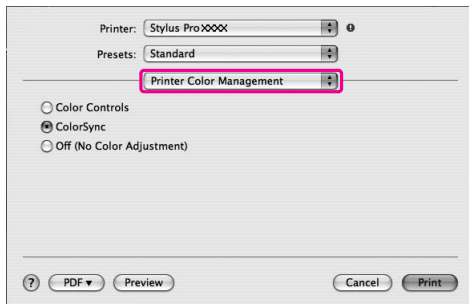 Printer: Stylus Pro XXXX
Presets: Standard
Printer Color Management
Color Controls
ColorSync
Off (No Color Adjustment)
? PDF ▼ Preview Cancel Print